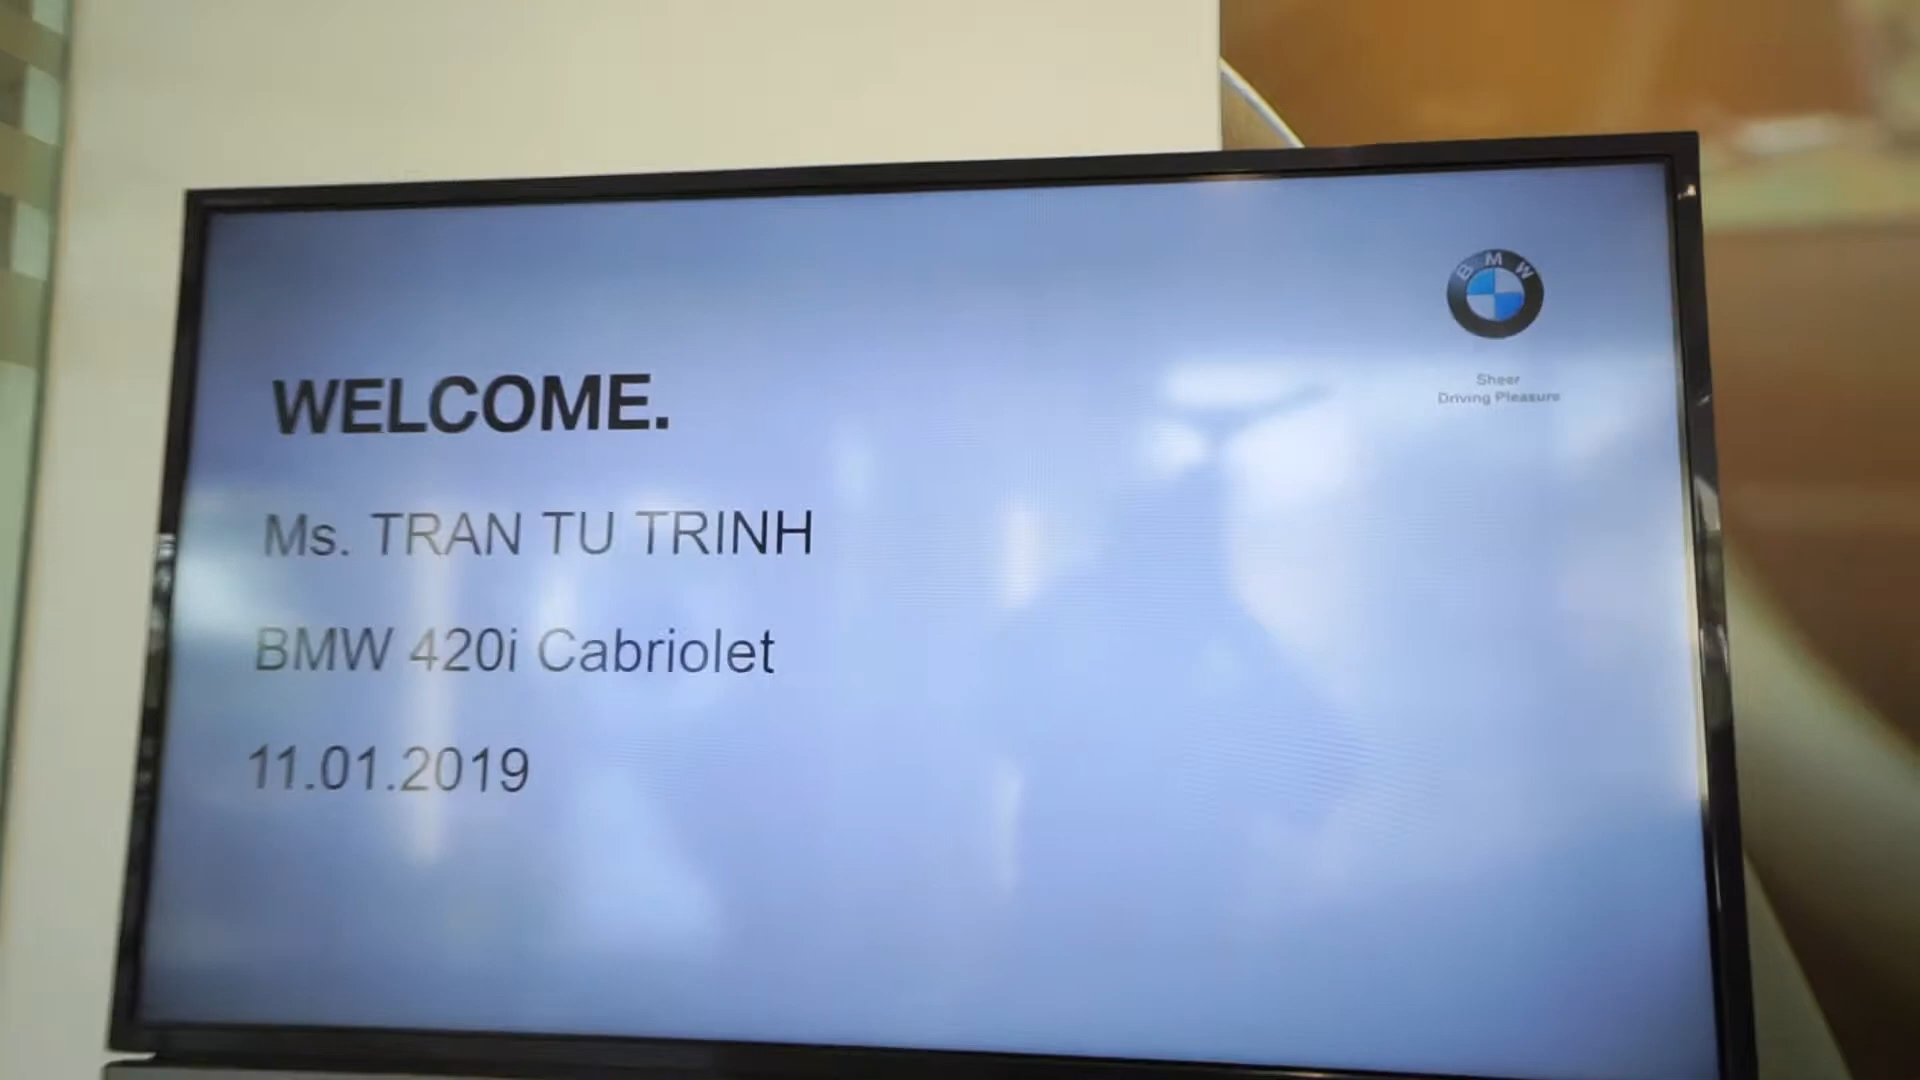 BMW
Sheer
Driving Pleasure
WELCOME.
Ms. TRAN TU TRINH
BMW 420i Cabriolet
11.01.2019